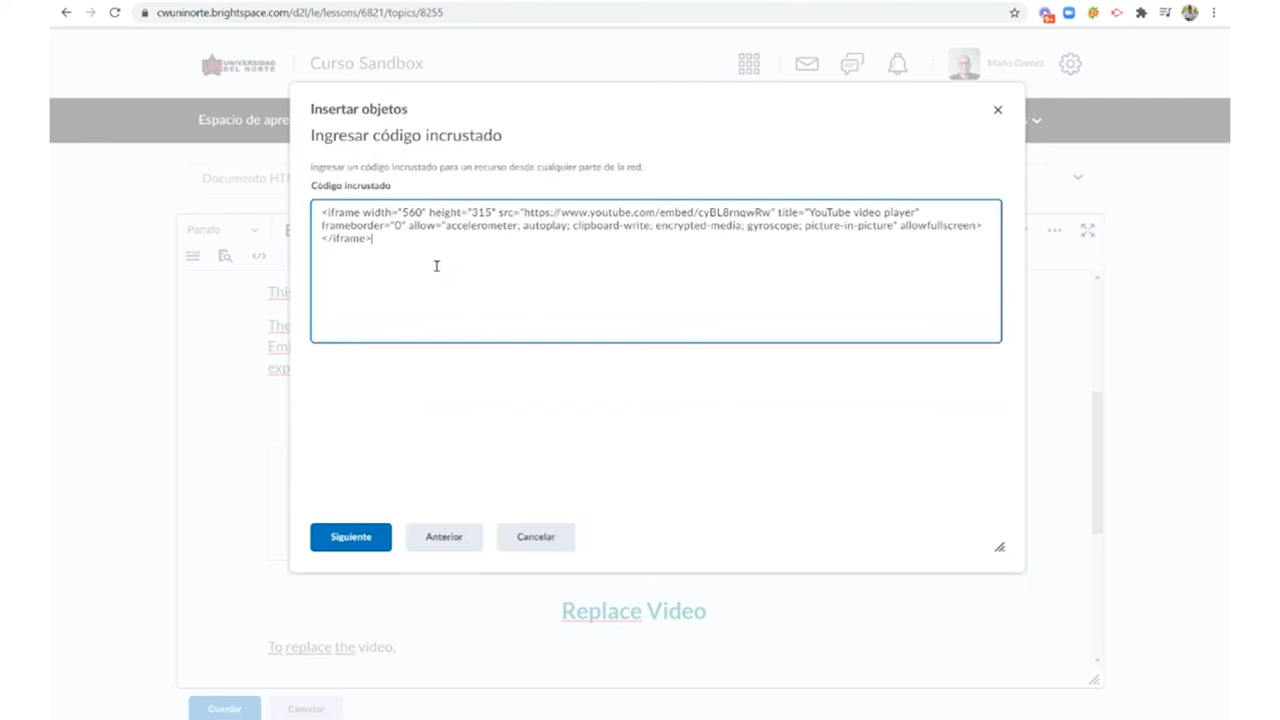 cwuninorte.brightspace.com/d2l/le/lessons/6821/topics/8255
UNIVERSIDAD
DEL NORTE
Curso Sandbox
Mario Gomez
Espacio de apre
Insertar objetos
Ingresar código incrustado
Ingresar un código incrustado para un recurso desde cualquier parte de la red.
Código incrustado
<iframe width="560" height="315" src="https://www.youtube.com/embed/cyBL8rnqwRw" title="YouTube video player"
frameborder="0" allow="accelerometer; autoplay; clipboard-write; encrypted-media; gyroscope; picture-in-picture" allowfullscreen>
</iframe>
Documento HTM
Párrafo
This
The
Emb
exp
Siguiente
Anterior
Cancelar
Replace Video
To replace the video,
Guardar
Cancelar